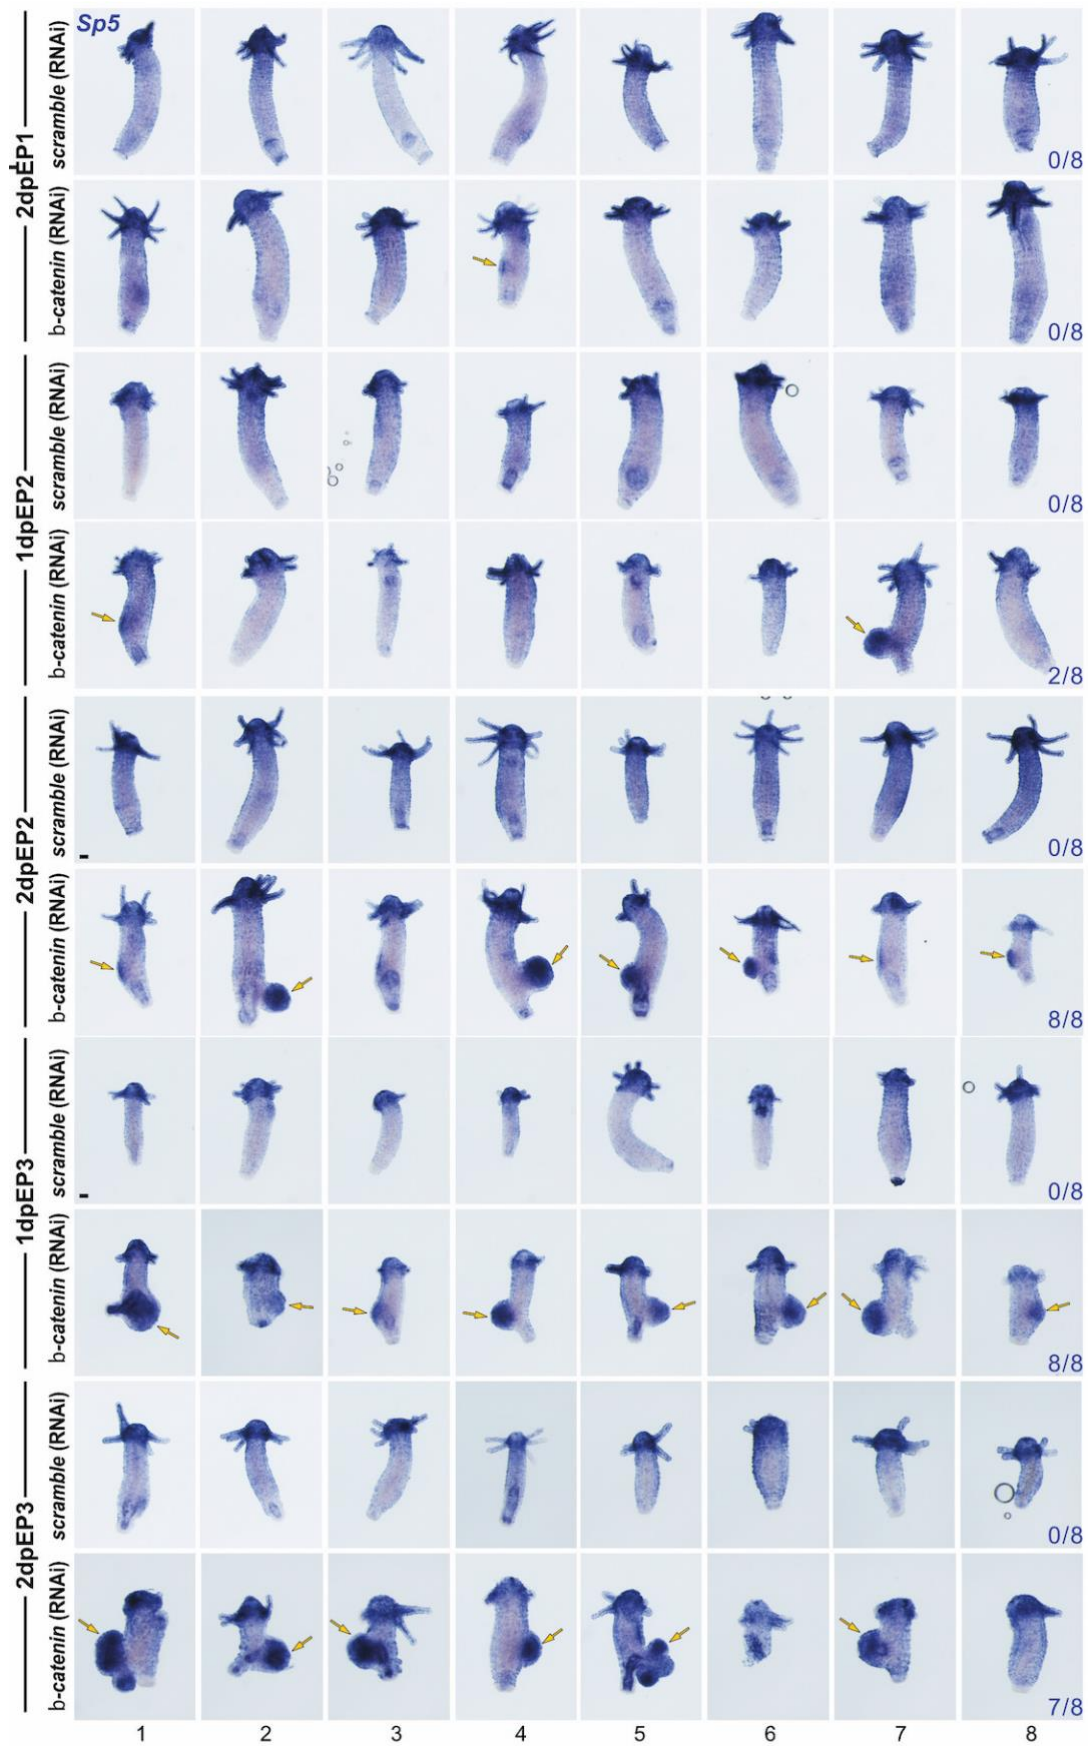 Sp5
2dpEP1
scramble (RNAi)
0/8
b-catenin (RNAi)
0/8
1dpEP2
scramble (RNAi)
0/8
b-catenin (RNAi)
2/8
2dpEP2
scramble (RNAi)
0/8
b-catenin (RNAi)
8/8
1dpEP3
scramble (RNAi)
0/8
b-catenin (RNAi)
8/8
2dpEP3
scramble (RNAi)
0/8
b-catenin (RNAi)
7/8
1 2 3 4 5 6 7 8